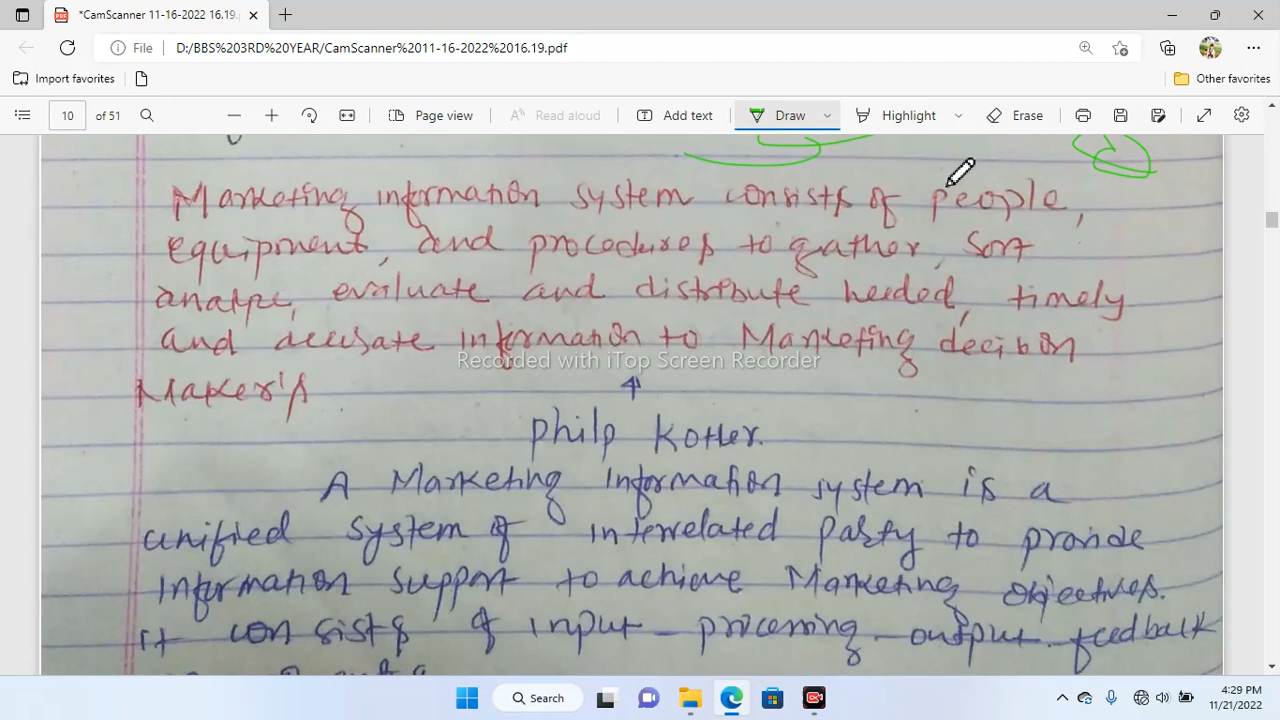 *CamScanner 11-16-2022 16.19.
File D:/BBS%203RD%20YEAR/CamScanner%2011-16-2022%2016.19.pdf
Import favorites Other favorites
10 of 51 Page view Read aloud Add text Draw Highlight Erase
Marketing information system consists of people,
equipment, and procedures to gather, sort
evaluate and distribute needed, timely
and information to Marketing decision
Maker's
Recorded with iTop Screen Recorder
Philp Kotler.
A Marketing Information system is a
unified system of interrelated party to provide
Information support to achieve Marketing objectives.
It consists of input processing output feedback
Search
4:29 PM
11/21/2022